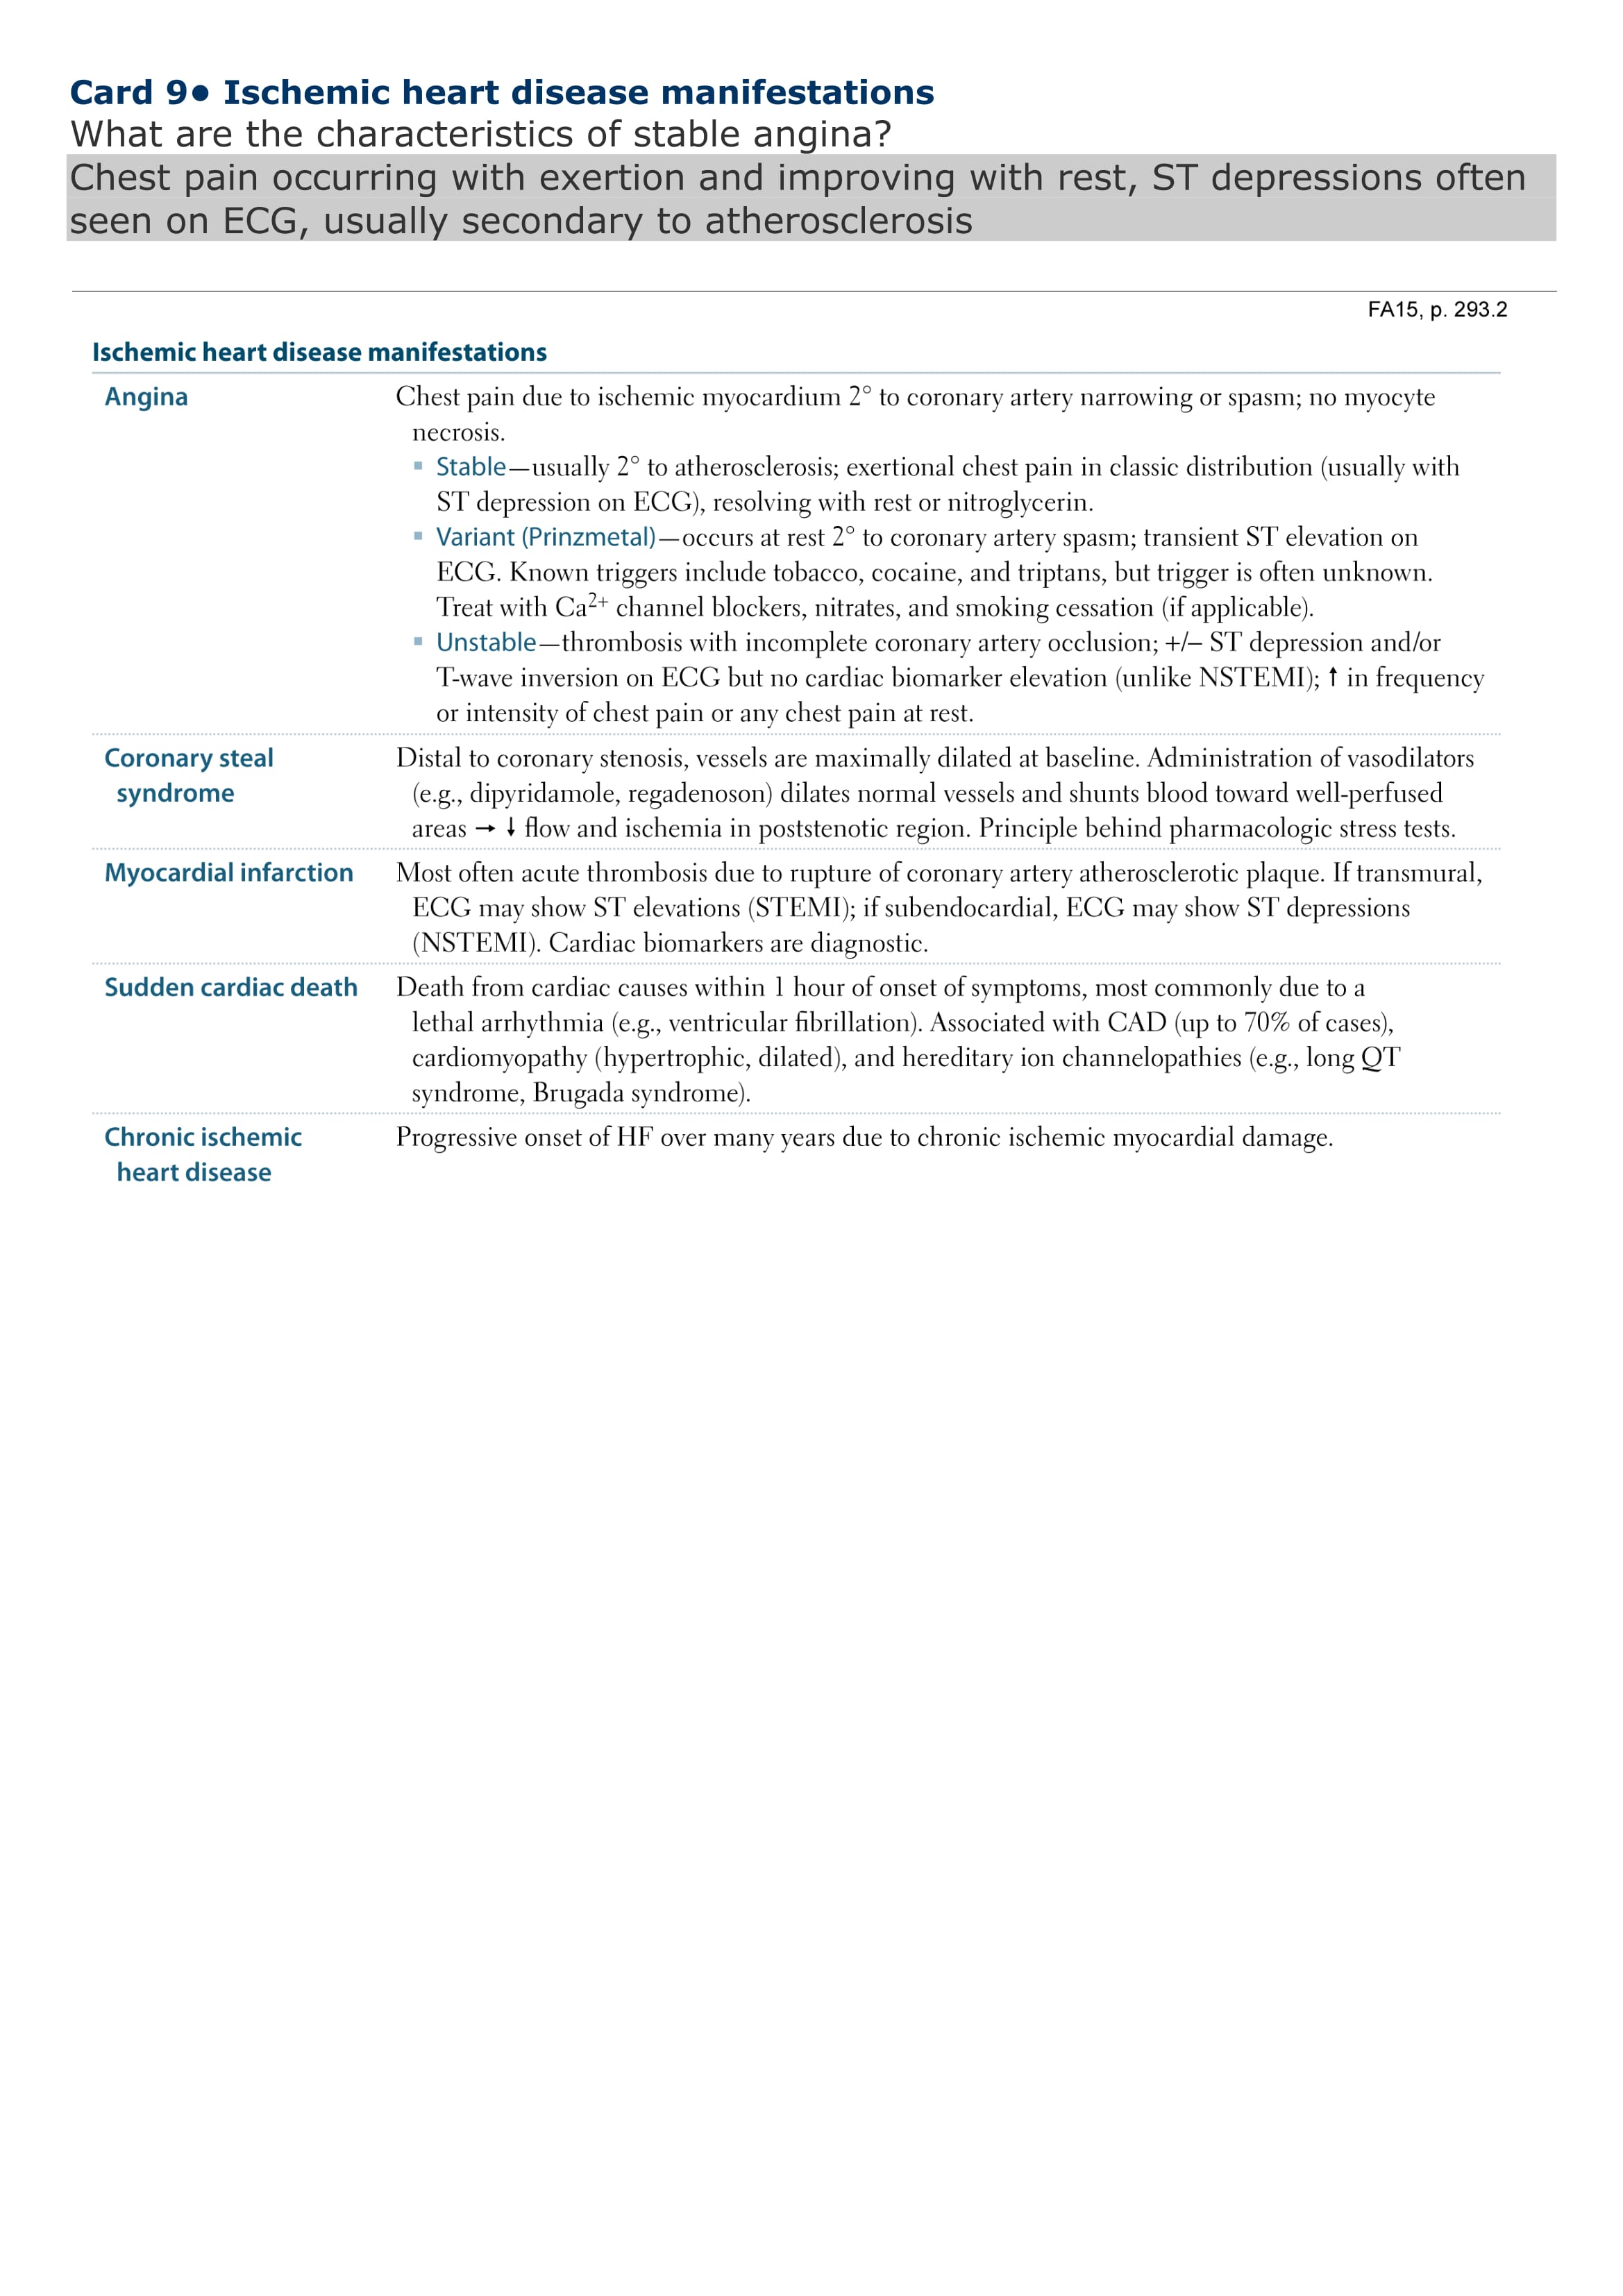 Card 9● Ischemic heart disease manifestations
What are the characteristics of stable angina?
Chest pain occurring with exertion and improving with rest, ST depressions often
seen on ECG, usually secondary to atherosclerosis
FA15, p. 293.2
Ischemic heart disease manifestations
Angina
Chest pain due to ischemic myocardium 2° to coronary artery narrowing or spasm; no myocyte
necrosis.
▪ Stable—usually 2° to atherosclerosis; exertional chest pain in classic distribution (usually with
ST depression on ECG), resolving with rest or nitroglycerin.
▪ Variant (Prinzmetal)—occurs at rest 2° to coronary artery spasm; transient ST elevation on
ECG. Known triggers include tobacco, cocaine, and triptans, but trigger is often unknown.
Treat with Ca²⁺ channel blockers, nitrates, and smoking cessation (if applicable).
▪ Unstable—thrombosis with incomplete coronary artery occlusion; +/– ST depression and/or
T-wave inversion on ECG but no cardiac biomarker elevation (unlike NSTEMI); ↑ in frequency
or intensity of chest pain or any chest pain at rest.
Coronary steal
syndrome
Distal to coronary stenosis, vessels are maximally dilated at baseline. Administration of vasodilators
(e.g., dipyridamole, regadenoson) dilates normal vessels and shunts blood toward well-perfused
areas → ↓ flow and ischemia in poststenotic region. Principle behind pharmacologic stress tests.
Myocardial infarction
Most often acute thrombosis due to rupture of coronary artery atherosclerotic plaque. If transmural,
ECG may show ST elevations (STEMI); if subendocardial, ECG may show ST depressions
(NSTEMI). Cardiac biomarkers are diagnostic.
Sudden cardiac death
Death from cardiac causes within 1 hour of onset of symptoms, most commonly due to a
lethal arrhythmia (e.g., ventricular fibrillation). Associated with CAD (up to 70% of cases),
cardiomyopathy (hypertrophic, dilated), and hereditary ion channelopathies (e.g., long QT
syndrome, Brugada syndrome).
Chronic ischemic
heart disease
Progressive onset of HF over many years due to chronic ischemic myocardial damage.